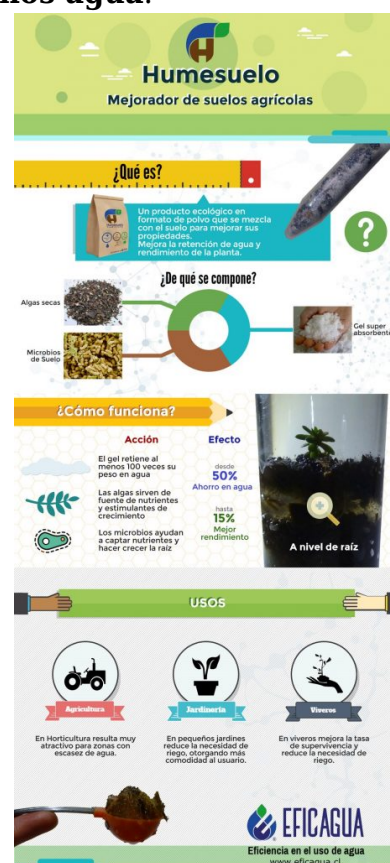 nos agua.
Humesuelo
Mejorador de suelos agrícolas
¿Qué es?
Un producto ecológico en
formato de polvo que se mezcla
con el suelo para mejorar sus
propiedades.
Mejora la retención de agua y
rendimiento de la planta.
?
¿De qué se compone?
Algas secas
Gel super
absorbente
Microbios
de Suelo
¿Cómo funciona?
Acción
Efecto
El gel retiene al
menos 100 veces su
peso en agua
desde
50%
Ahorro en agua
Las algas sirven de
fuente de nutrientes
y estimulantes de
crecimiento
hasta
15%
Mejor
rendimiento
Los microbios ayudan
a captar nutrientes y
hacer crecer la raíz
A nivel de raíz
USOS
Agricultura
Jardinería
Viveros
En Horticultura resulta muy
atractivo para zonas con
escasez de agua.
En pequeños jardines
reduce la necesidad de
riego, otorgando más
comodidad al usuario.
En viveros mejora la tasa
de supervivencia y
reduce la necesidad de
riego.
EFICAGUA
Eficiencia en el uso de agua
www.eficagua.cl